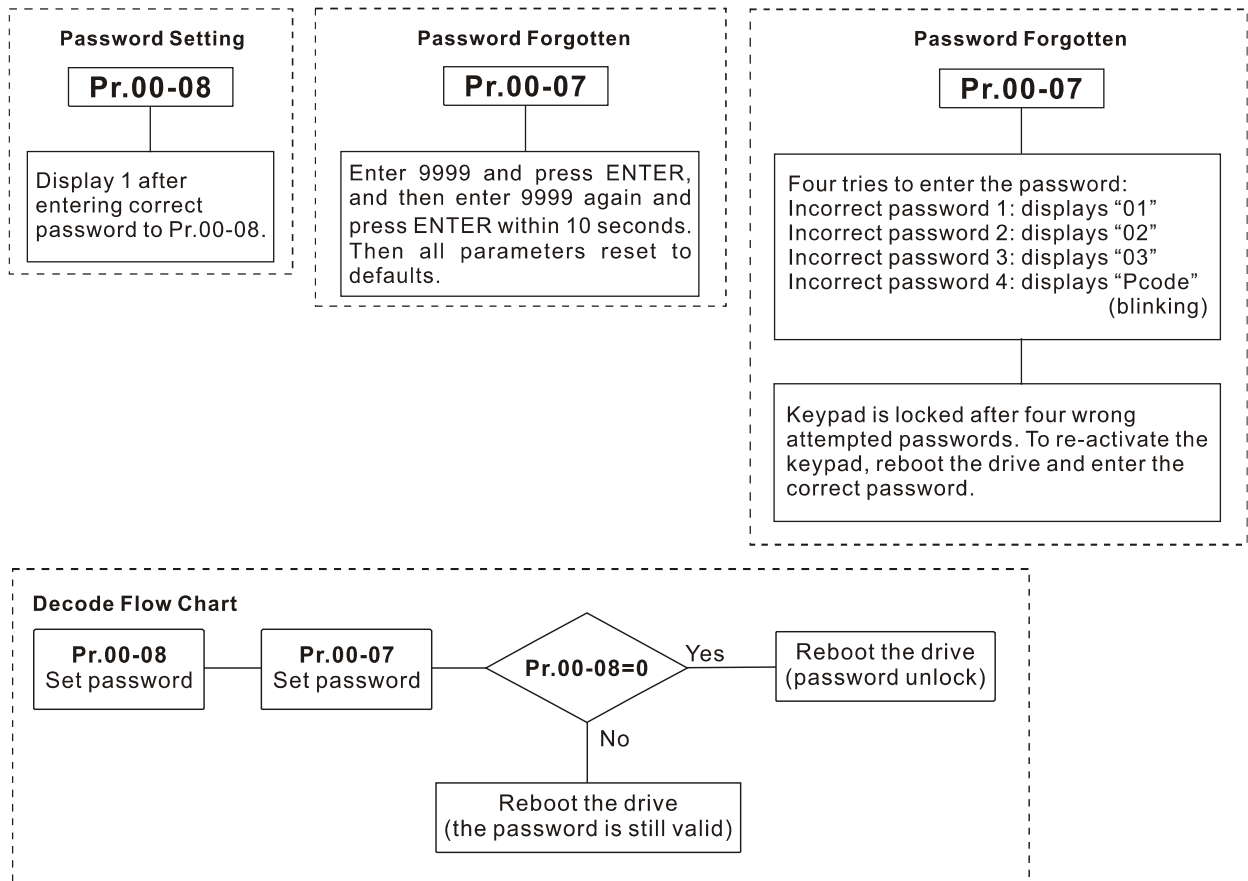 Password Setting
Pr.00-08
Display 1 after
entering correct
password to Pr.00-08.
Password Forgotten
Pr.00-07
Enter 9999 and press ENTER,
and then enter 9999 again and
press ENTER within 10 seconds.
Then all parameters reset to
defaults.
Password Forgotten
Pr.00-07
Four tries to enter the password:
Incorrect password 1: displays “01”
Incorrect password 2: displays “02”
Incorrect password 3: displays “03”
Incorrect password 4: displays “Pcode”
(blinking)
Keypad is locked after four wrong
attempted passwords. To re-activate the
keypad, reboot the drive and enter the
correct password.
Decode Flow Chart
Pr.00-08
Set password
Pr.00-07
Set password
Pr.00-08=0
Yes
Reboot the drive
(password unlock)
No
Reboot the drive
(the password is still valid)